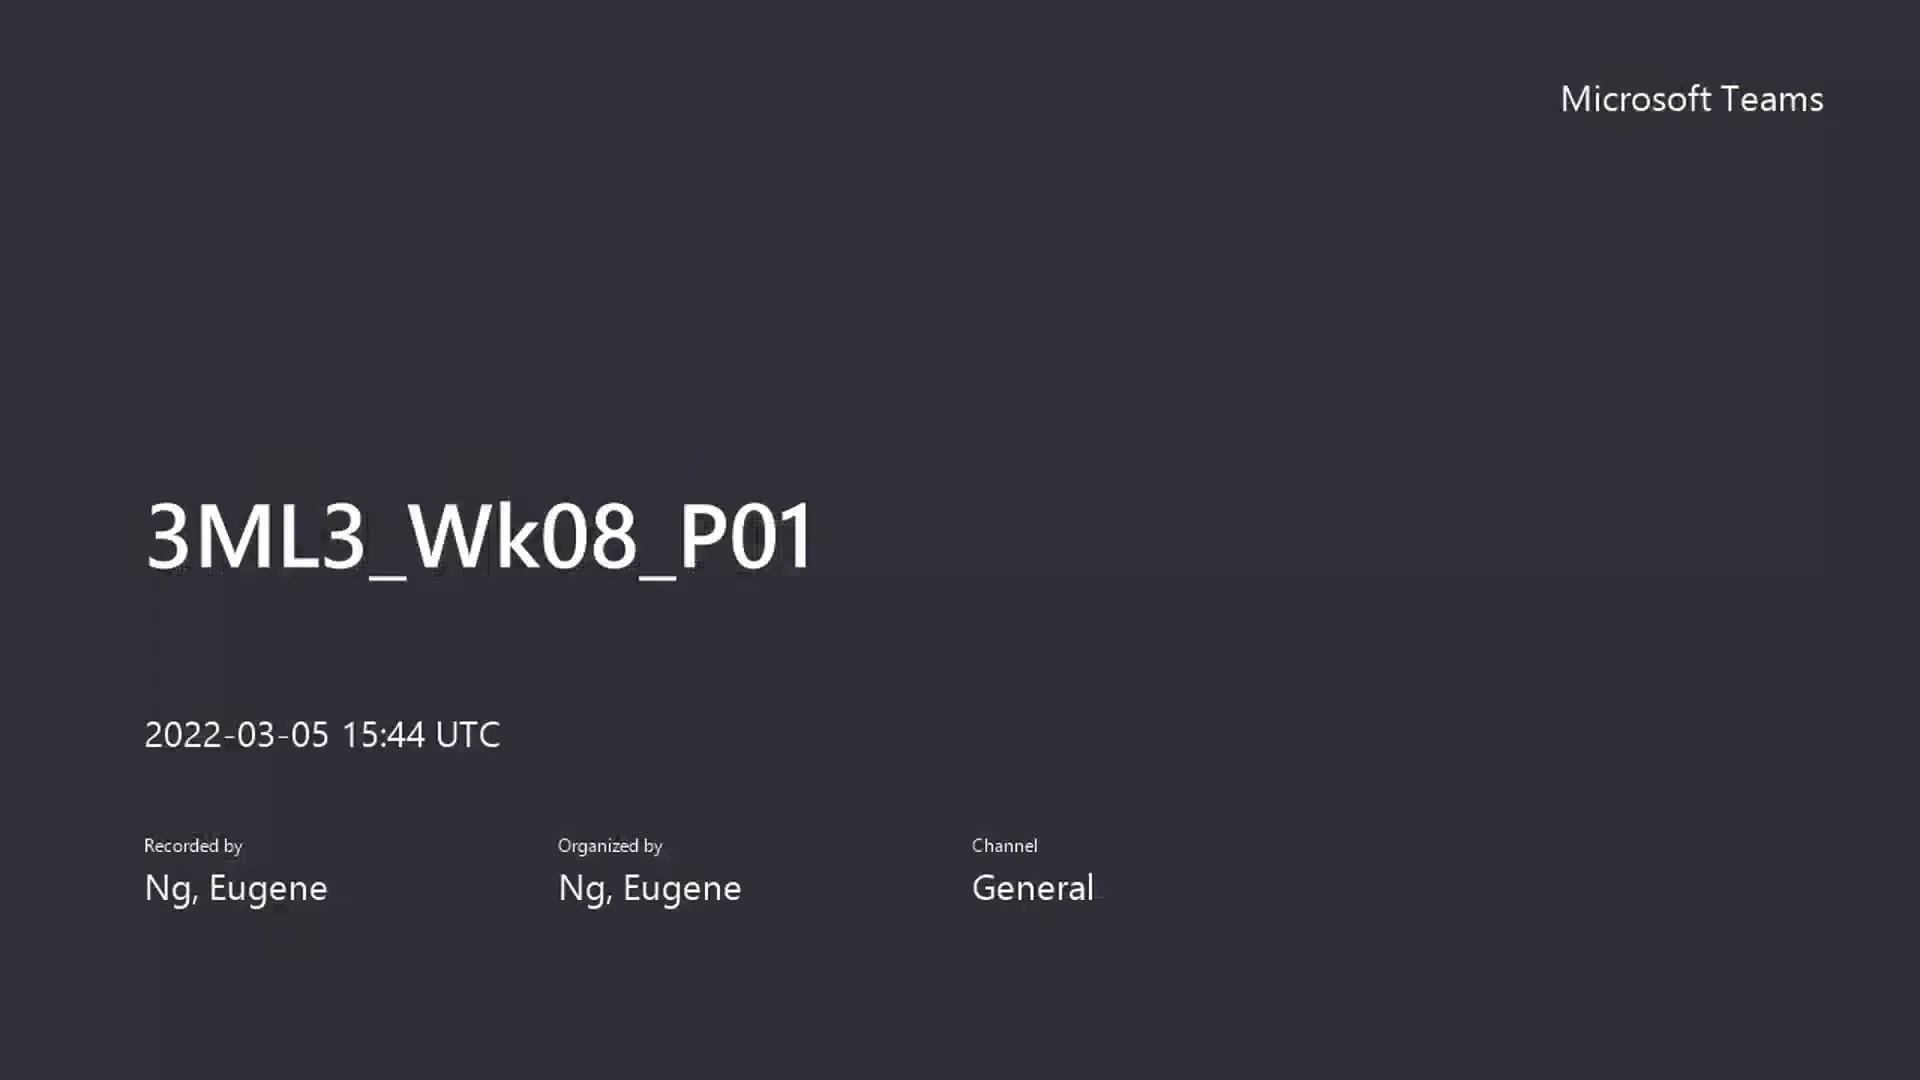 Microsoft Teams
3ML3_Wk08_P01
2022-03-05 15:44 UTC
Recorded by
Ng, Eugene
Organized by
Ng, Eugene
Channel
General